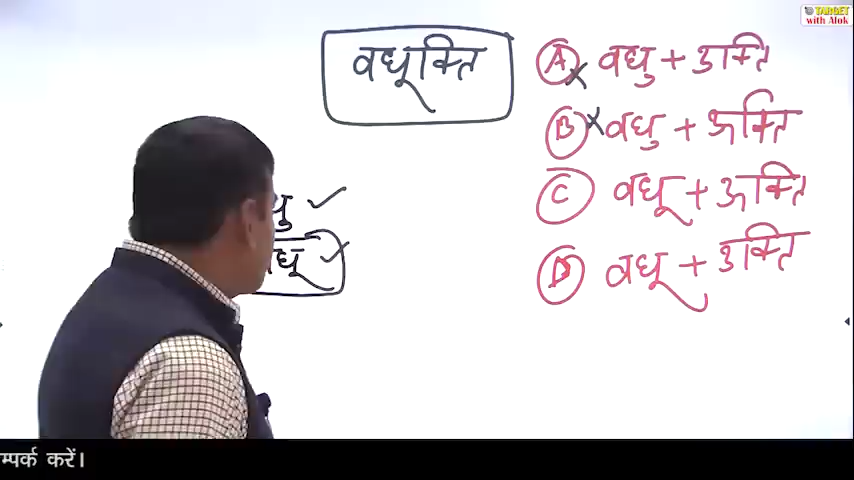 TARGET
with Alok
वधूक्ति
A वधु + उक्ति
B वधु + ऊक्ति
C वधू + ऊक्ति
D वधू + उक्ति
म्पर्क करें।